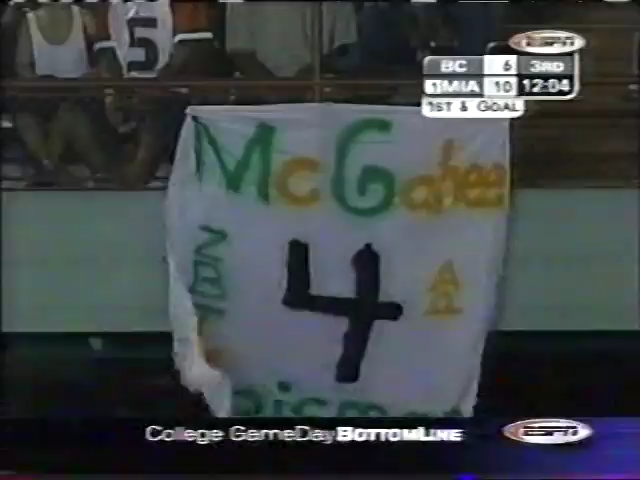 5
ESPN
BC 6 3RD
1MIA 10 12:04
1ST & GOAL
McGahee
4
A
College GameDay BOTTOMLINE
ESPN